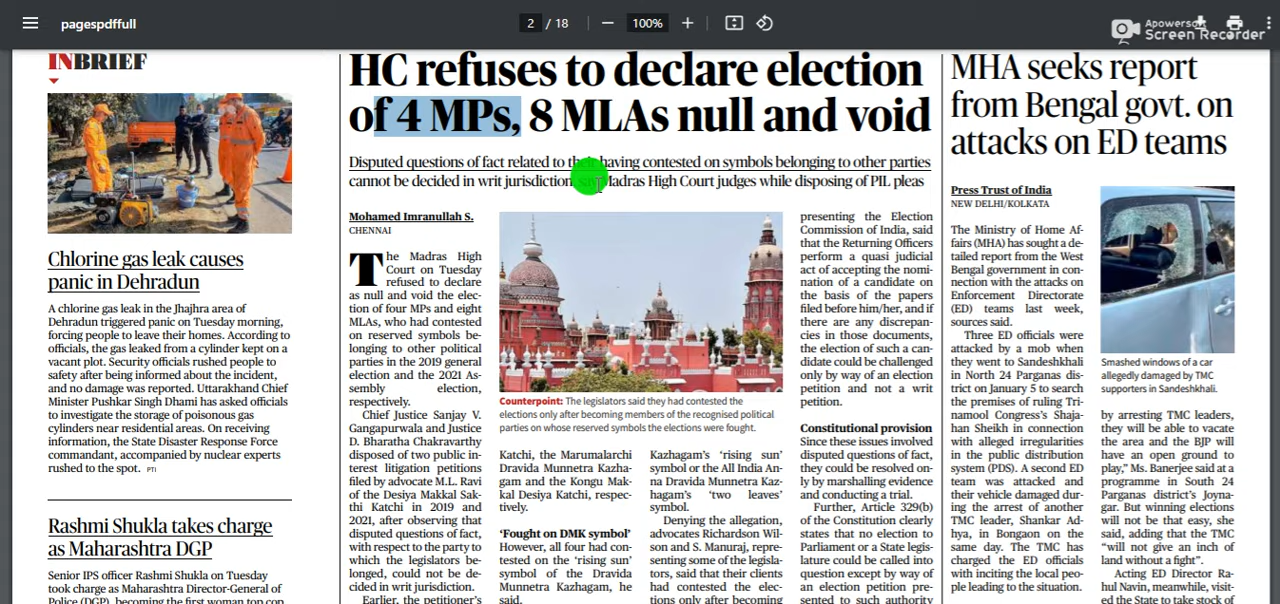 pagespdffull
2 / 18
100%
Apowersoft
Screen Recorder
INBRIEF
Chlorine gas leak causes
panic in Dehradun
A chlorine gas leak in the Jhajhra area of
Dehradun triggered panic on Tuesday morning,
forcing people to leave their homes. According to
officials, the gas leaked from a cylinder kept on a
vacant plot. Security officials rushed people to
safety after being informed about the incident,
and no damage was reported. Uttarakhand Chief
Minister Pushkar Singh Dhami has asked officials
to investigate the storage of poisonous gas
cylinders near residential areas. On receiving
information, the State Disaster Response Force
commandant, accompanied by nuclear experts
rushed to the spot. PTI
Rashmi Shukla takes charge
as Maharashtra DGP
Senior IPS officer Rashmi Shukla on Tuesday
took charge as Maharashtra Director-General of
Police (DGP), becoming the first woman top cop
HC refuses to declare election
of 4 MPs, 8 MLAs null and void
Disputed questions of fact related to their having contested on symbols belonging to other parties
cannot be decided in writ jurisdiction, say Madras High Court judges while disposing of PIL pleas
Mohamed Imranullah S.
CHENNAI
The Madras High
Court on Tuesday
refused to declare
as null and void the elec-
tion of four MPs and eight
MLAs, who had contested
on reserved symbols be-
longing to other political
parties in the 2019 general
election and the 2021 As-
sembly election,
respectively.
Chief Justice Sanjay V.
Gangapurwala and Justice
D. Bharatha Chakravarthy
disposed of two public in-
terest litigation petitions
filed by advocate M.L. Ravi
of the Desiya Makkal Sak-
thi Katchi in 2019 and
2021, after observing that
disputed questions of fact,
with respect to the party to
which the legislators be-
longed, could not be de-
cided in writ jurisdiction.
Earlier, the petitioner's
Counterpoint: The legislators said they had contested the
elections only after becoming members of the recognised political
parties on whose reserved symbols the elections were fought.
Katchi, the Marumalarchi
Dravida Munnetra Kazha-
gam and the Kongu Mak-
kal Desiya Katchi, respec-
tively.
'Fought on DMK symbol'
However, all four had con-
tested on the 'rising sun'
symbol of the Dravida
Munnetra Kazhagam, he
said.
Kazhagam's 'rising sun'
symbol or the All India An-
na Dravida Munnetra Kaz-
hagam's 'two leaves'
symbol.
Denying the allegation,
advocates Richardson Wil-
son and S. Manuraj, repre-
senting some of the legisla-
tors, said that their clients
had contested the elec-
tions only after becoming
presenting the Election
Commission of India, said
that the Returning Officers
perform a quasi judicial
act of accepting the nomi-
nation of a candidate on
the basis of the papers
filed before him/her, and if
there are any discrepan-
cies in those documents,
the election of such a can-
didate could be challenged
only by way of an election
petition and not a writ
petition.
Constitutional provision
Since these issues involved
disputed questions of fact,
they could be resolved on-
ly by marshalling evidence
and conducting a trial.
Further, Article 329(b)
of the Constitution clearly
states that no election to
Parliament or a State legis-
lature could be called into
question except by way of
an election petition pre-
sented to such authority
MHA seeks report
from Bengal govt. on
attacks on ED teams
Press Trust of India
NEW DELHI/KOLKATA
The Ministry of Home Af-
fairs (MHA) has sought a de-
tailed report from the West
Bengal government in con-
nection with the attacks on
Enforcement Directorate
(ED) teams last week,
sources said.
Three ED officials were
attacked by a mob when
they went to Sandeshkhali
in North 24 Parganas dis-
trict on January 5 to search
the premises of ruling Tri-
namool Congress's Shaja-
han Sheikh in connection
with alleged irregularities
in the public distribution
system (PDS). A second ED
team was attacked and
their vehicle damaged dur-
ing the arrest of another
TMC leader, Shankar Ad-
hya, in Bongaon on the
same day. The TMC has
charged the ED officials
with inciting the local peo-
ple leading to the situation.
Smashed windows of a car
allegedly damaged by TMC
supporters in Sandeshkhali.
by arresting TMC leaders,
they will be able to vacate
the area and the BJP will
have an open ground to
play," Ms. Banerjee said at a
programme in South 24
Parganas district's Joyna-
gar. But winning elections
will not be that easy, she
said, adding that the TMC
"will not give an inch of
land without a fight".
Acting ED Director Ra-
hul Navin, meanwhile, visit-
ed the State to take stock of